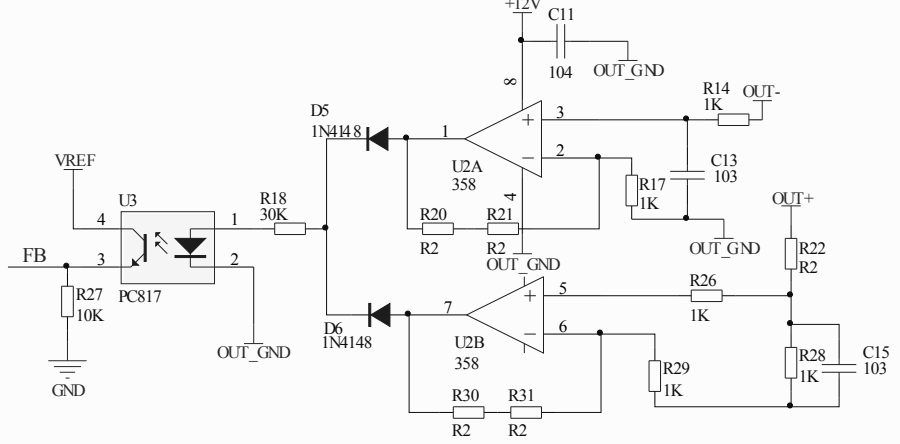 +12V
C11
104
OUT_GND
8
R14
1K
OUT-
D5
1N4148
1
3
2
U2A
358
4
C13
103
R17
1K
OUT_GND
VREF
U3
4
1
R18
30K
R20
R2
R21
R2
OUT_GND
OUT+
R22
R2
FB
3
2
PC817
R27
10K
GND
OUT_GND
D6
1N4148
7
5
6
U2B
358
R26
1K
R29
1K
R28
1K
C15
103
R30
R2
R31
R2